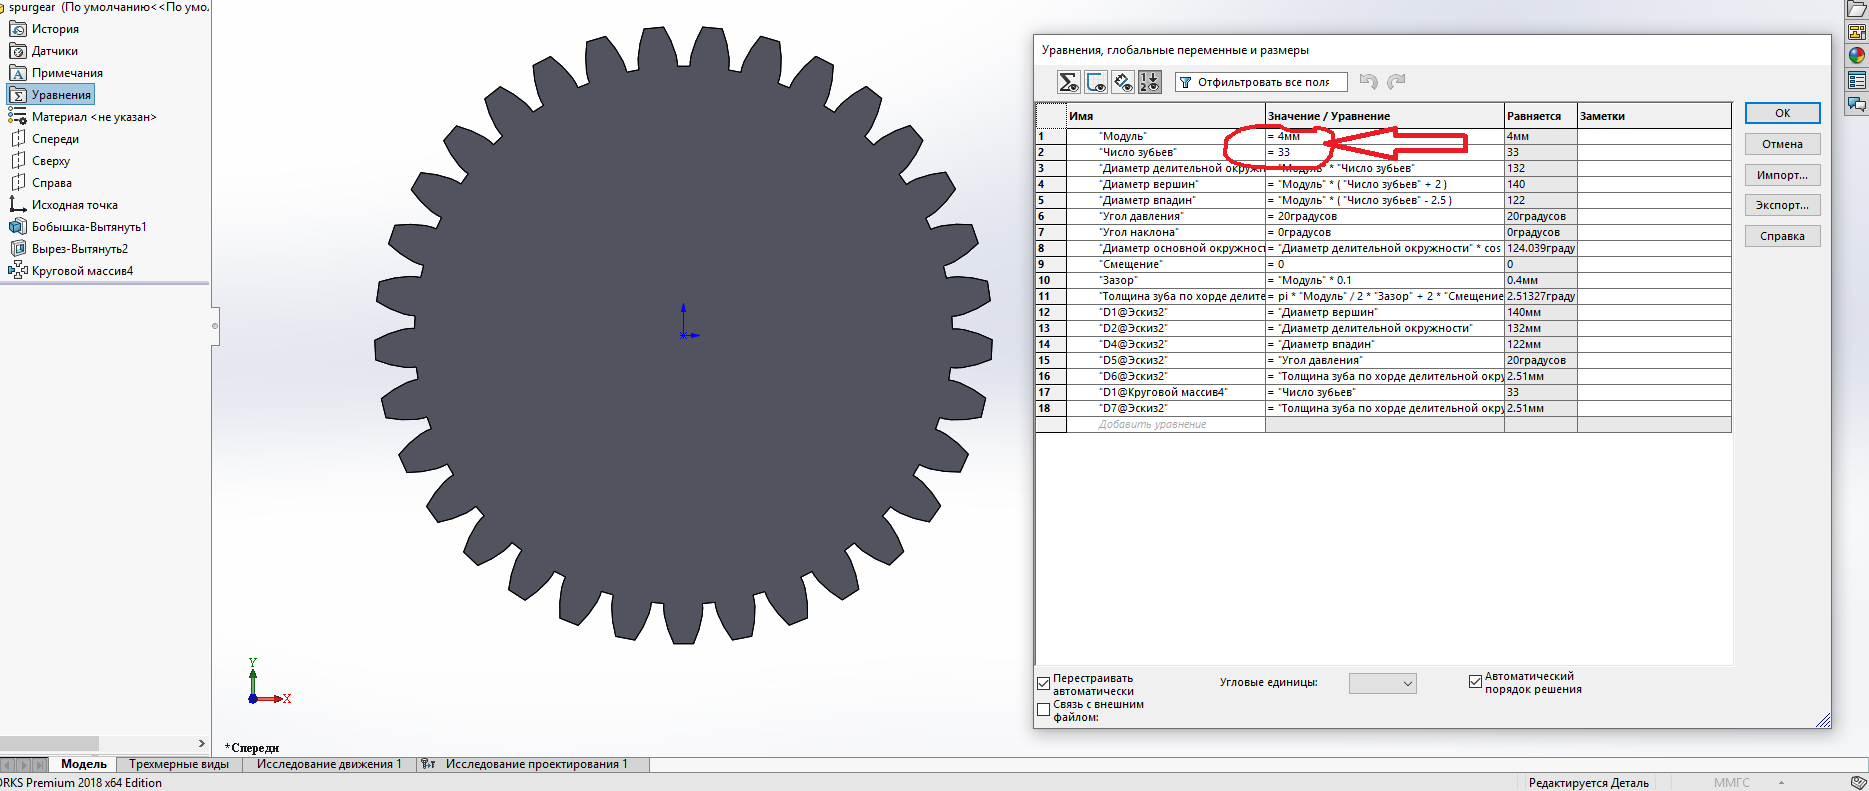 spurgear (По умолчанию<<По умо.
История
Датчики
Примечания
Уравнения
Материал <не указан>
Спереди
Сверху
Справа
Исходная точка
Бобышка-Вытянуть1
Вырез-Вытянуть2
Круговой массив4
Уравнения, глобальные переменные и размеры
Отфильтровать все поля
Имя Значение / Уравнение Равняется Заметки
1 "Модуль" = 4мм 4мм
2 "Число зубьев" = 33 33
3 "Диаметр делительной окружн = "Модуль" * "Число зубьев" 132
4 "Диаметр вершин" = "Модуль" * ( "Число зубьев" + 2 ) 140
5 "Диаметр впадин" = "Модуль" * ( "Число зубьев" - 2.5 ) 122
6 "Угол давления" = 20градусов 20градусов
7 "Угол наклона" = 0градусов 0градусов
8 "Диаметр основной окружност = "Диаметр делительной окружности" * cos 124.039граду
9 "Смещение" = 0 0
10 "Зазор" = "Модуль" * 0.1 0.4мм
11 "Толщина зуба по хорде делите = pi * "Модуль" / 2 * "Зазор" + 2 * "Смещение 2.51327граду
12 "D1@Эскиз2" = "Диаметр вершин" 140мм
13 "D2@Эскиз2" = "Диаметр делительной окружности" 132мм
14 "D4@Эскиз2" = "Диаметр впадин" 122мм
15 "D5@Эскиз2" = "Угол давления" 20градусов
16 "D6@Эскиз2" = "Толщина зуба по хорде делительной окру 2.51мм
17 "D1@Круговой массив4" = "Число зубьев" 33
18 "D7@Эскиз2" = "Толщина зуба по хорде делительной окру 2.51мм
Добавить уравнение
OK
Отмена
Импорт...
Экспорт...
Справка
Перестраивать
автоматически
Угловые единицы:
Автоматический
порядок решения
Связь с внешним
файлом:
Y
X
*Спереди
Модель Трехмерные виды Исследование движения 1 Исследование проектирования 1
ORKS Premium 2018 x64 Edition Редактируется Деталь ММГС